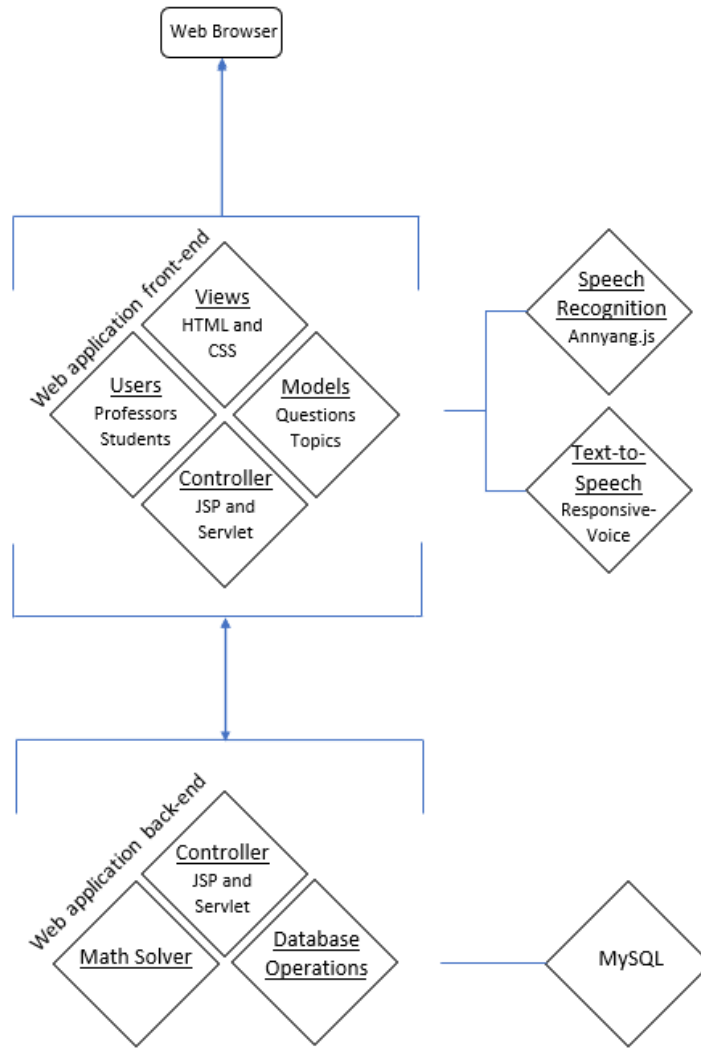 Web Browser
Web application front-end
Views
HTML and
CSS
Users
Professors
Students
Models
Questions
Topics
Controller
JSP and
Servlet
Speech
Recognition
Annyang.js
Text-to-
Speech
Responsive-
Voice
Web application back-end
Controller
JSP and
Servlet
Math Solver
Database
Operations
MySQL